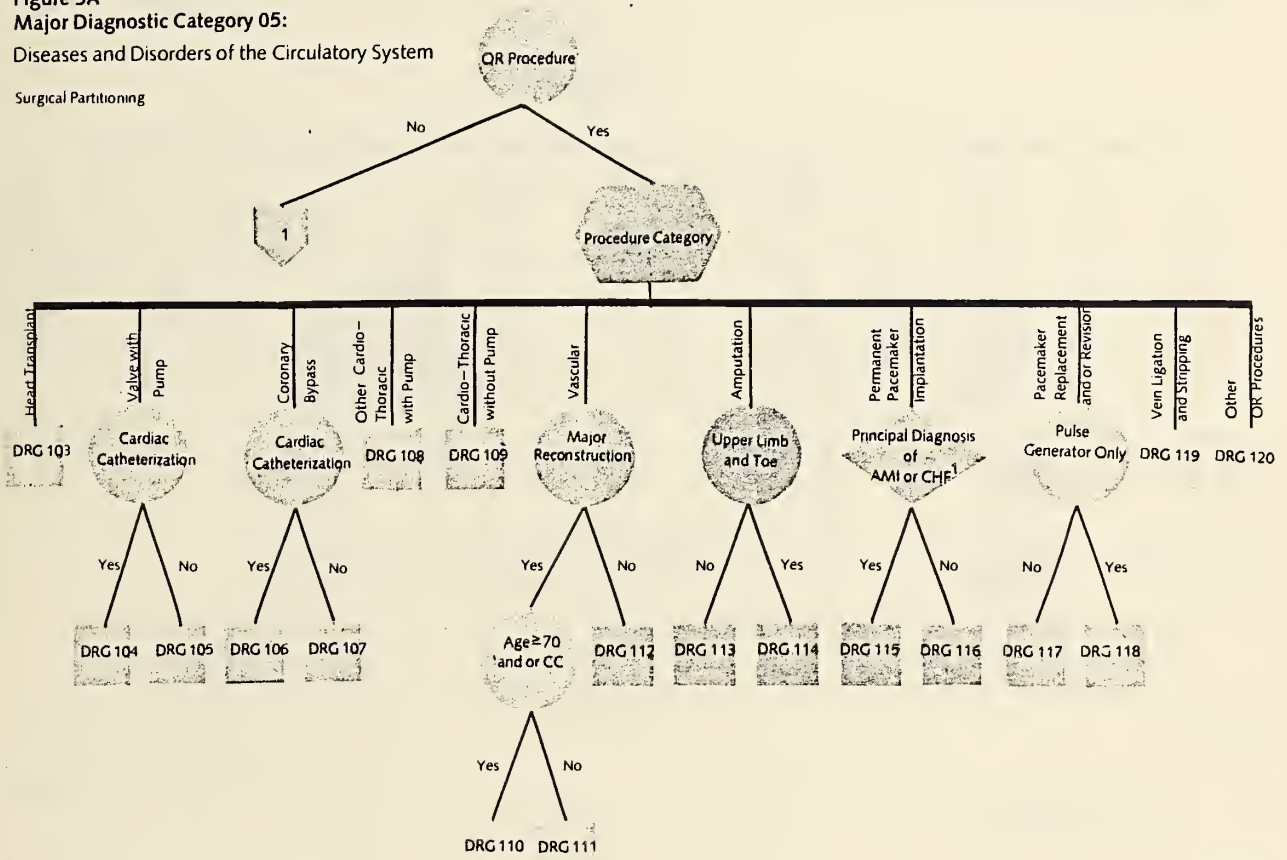 Figure 3A
Major Diagnostic Category 05:
Diseases and Disorders of the Circulatory System
Surgical Partitioning
OR Procedure
No
Yes
1
Procedure Category
Heart Transplant
Valve with
Pump
Coronary
Bypass
Other Cardio-
Thoracic
with Pump
Cardio-Thoracic
without Pump
Vascular
Amputation
Permanent
Pacemaker
Implantation
Pacemaker
Replacement
and or Revision
Vein Ligation
and Stripping
Other
OR Procedures
DRG 103
Cardiac
Catheterization
Cardiac
Catheterization
DRG 108
DRG 109
Major
Reconstruction
Upper Limb
and Toe
Principal Diagnosis
of
AMI or CHF1
Pulse
Generator Only
DRG 119
DRG 120
Yes
No
Yes
No
Yes
No
No
Yes
Yes
No
No
Yes
DRG 104
DRG 105
DRG 106
DRG 107
Age≥70
and or CC
DRG 112
DRG 113
DRG 114
DRG 115
DRG 116
DRG 117
DRG 118
Yes
No
DRG 110
DRG 111